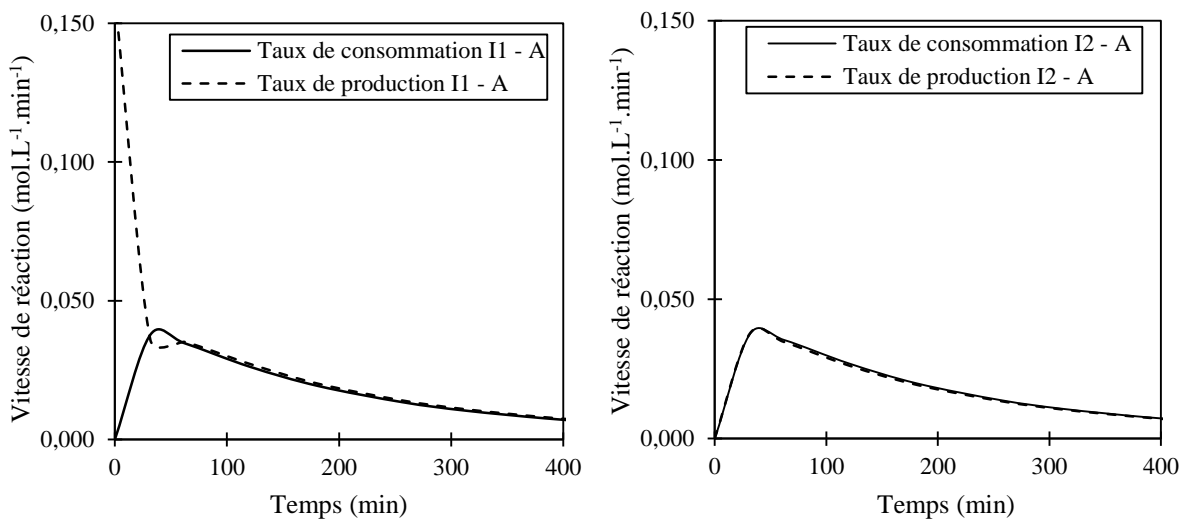 0,150
0,100
0,050
0,000
Vitesse de réaction (mol.L-1.min-1)
Taux de consommation I1 - A
Taux de production I1 - A
0
100
200
300
400
Temps (min)
0,150
0,100
0,050
0,000
Vitesse de réaction (mol.L-1.min-1)
Taux de consommation I2 - A
Taux de production I2 - A
0
100
200
300
400
Temps (min)